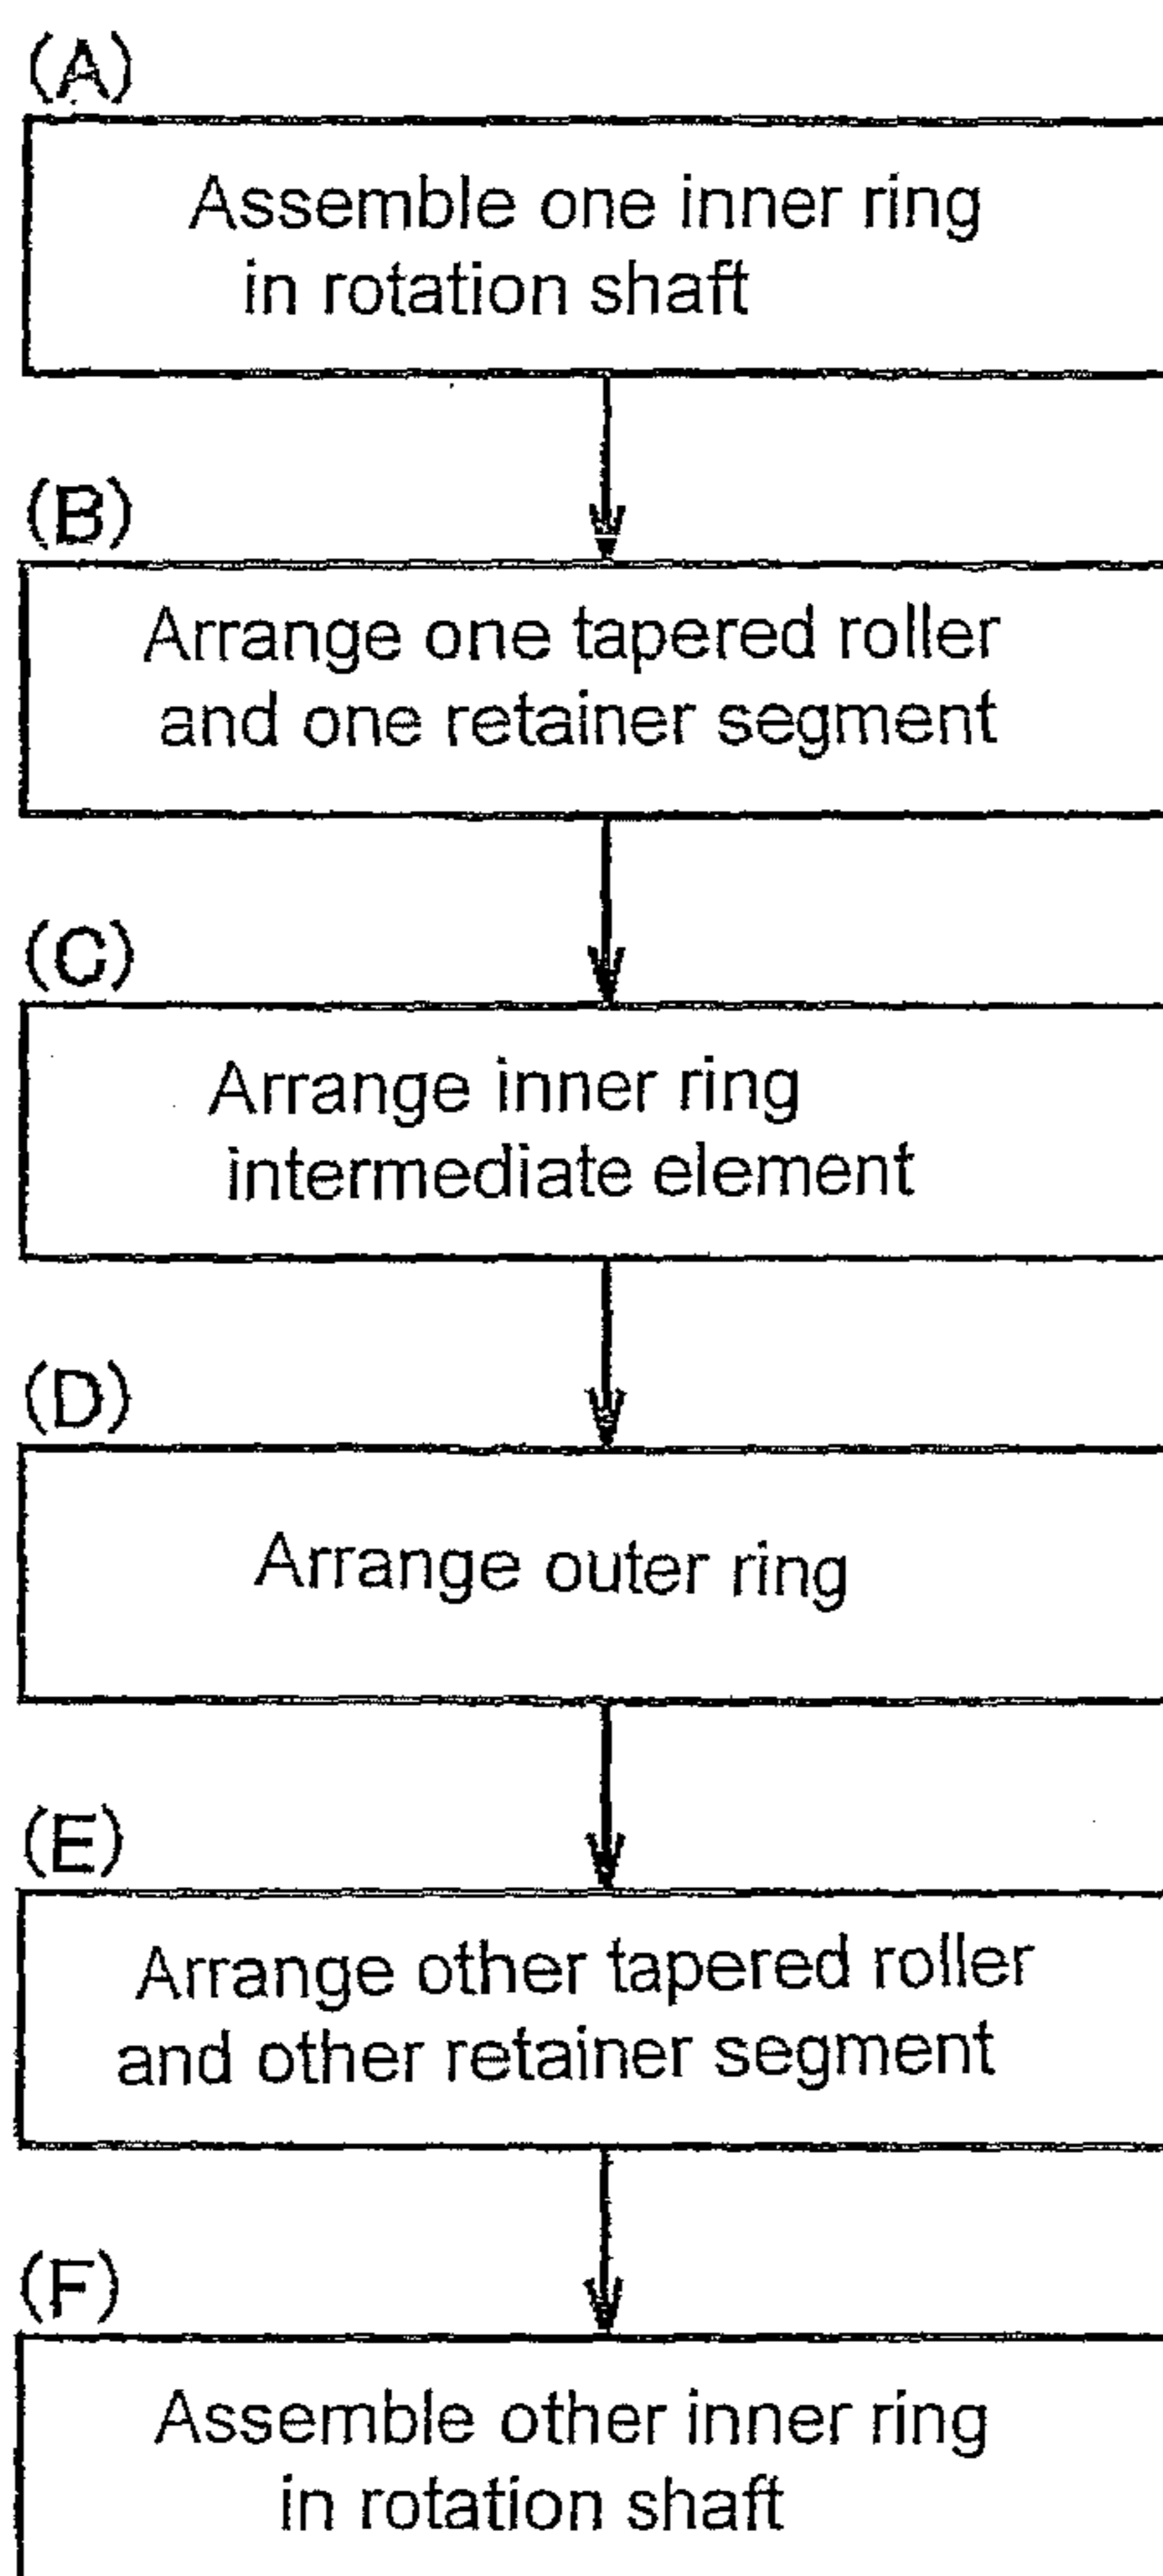 (A)
Assemble one inner ring
in rotation shaft
(B)
Arrange one tapered roller
and one retainer segment
(C)
Arrange inner ring
intermediate element
(D)
Arrange outer ring
(E)
Arrange other tapered roller
and other retainer segment
(F)
Assemble other inner ring
in rotation shaft